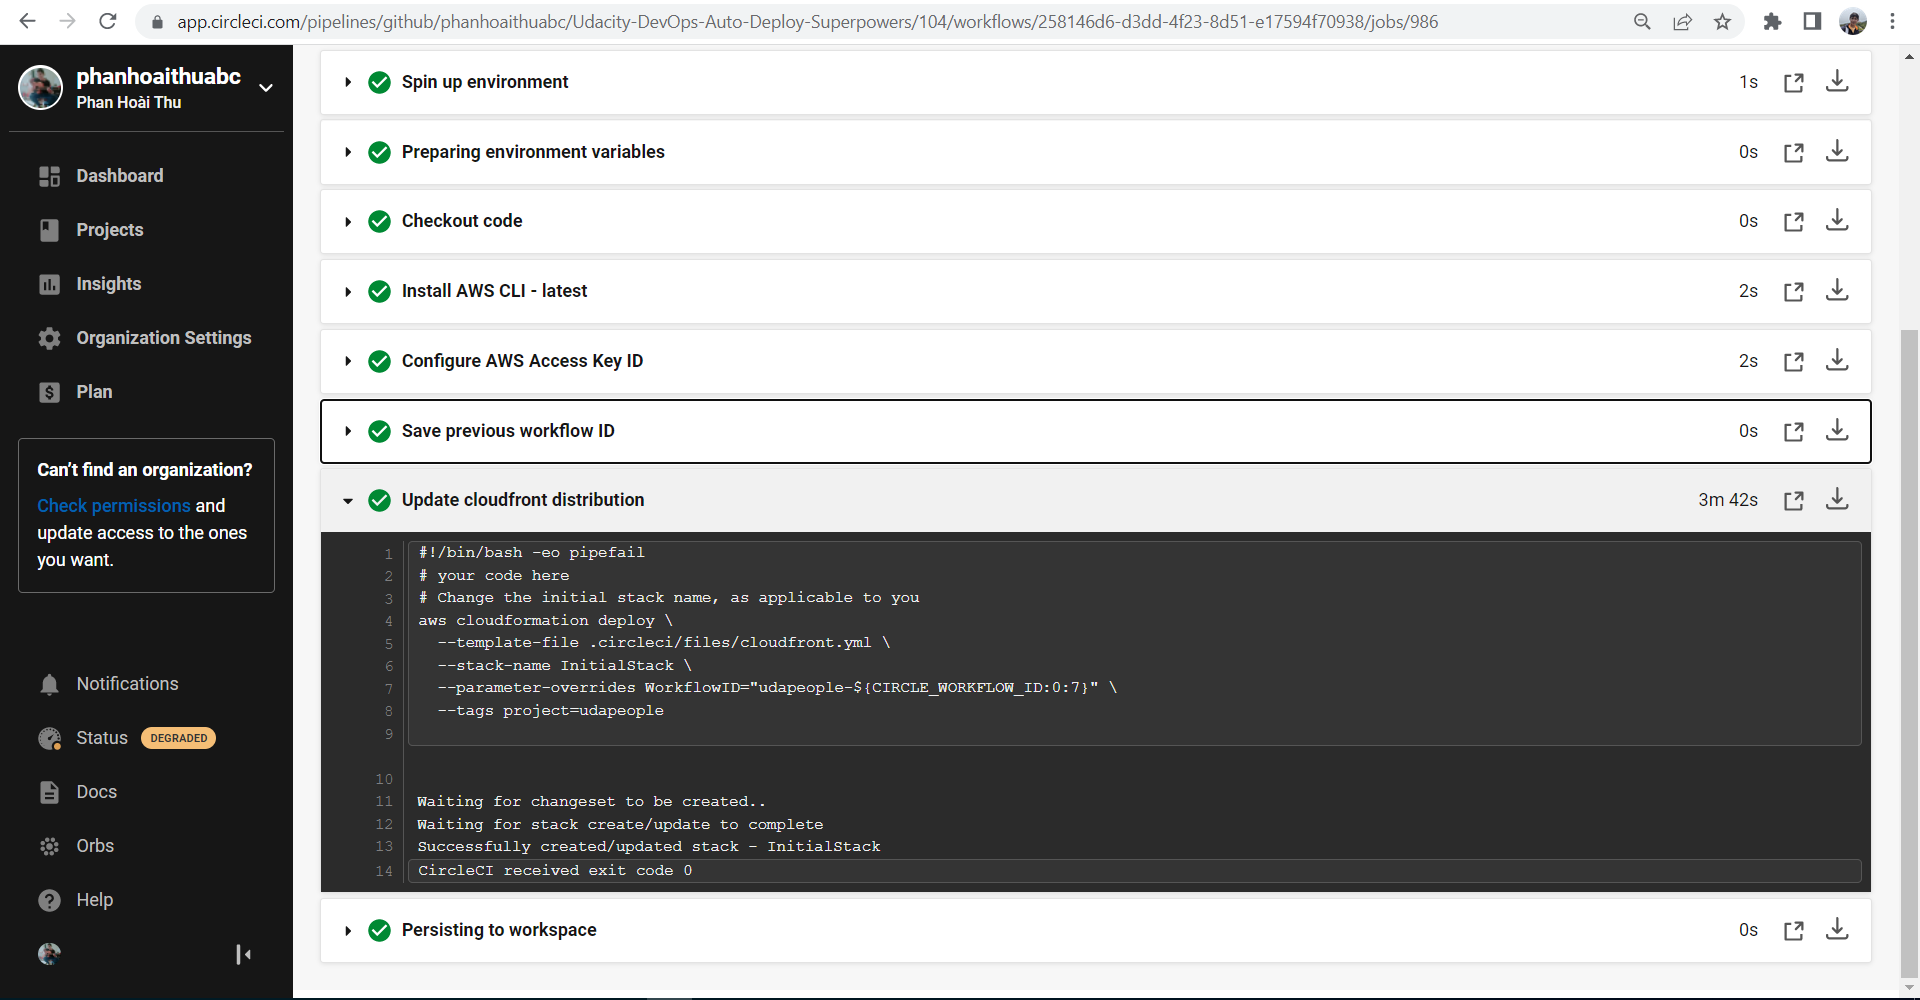 app.circleci.com/pipelines/github/phanhoaithuabc/Udacity-DevOps-Auto-Deploy-Superpowers/104/workflows/258146d6-d3dd-4f23-8d51-e17594f70938/jobs/986
phanhoaithuabc
Phan Hoài Thu
Dashboard
Projects
Insights
Organization Settings
Plan
Can't find an organization?
Check permissions and
update access to the ones
you want.
Notifications
Status DEGRADED
Docs
Orbs
Help
Spin up environment 1s
Preparing environment variables 0s
Checkout code 0s
Install AWS CLI - latest 2s
Configure AWS Access Key ID 2s
Save previous workflow ID 0s
Update cloudfront distribution 3m 42s
1 #!/bin/bash -eo pipefail
2 # your code here
3 # Change the initial stack name, as applicable to you
4 aws cloudformation deploy \
5 --template-file .circleci/files/cloudfront.yml \
6 --stack-name InitialStack \
7 --parameter-overrides WorkflowID="udapeople-${CIRCLE_WORKFLOW_ID:0:7}" \
8 --tags project=udapeople
9
10
11 Waiting for changeset to be created..
12 Waiting for stack create/update to complete
13 Successfully created/updated stack - InitialStack
14 CircleCI received exit code 0
Persisting to workspace 0s